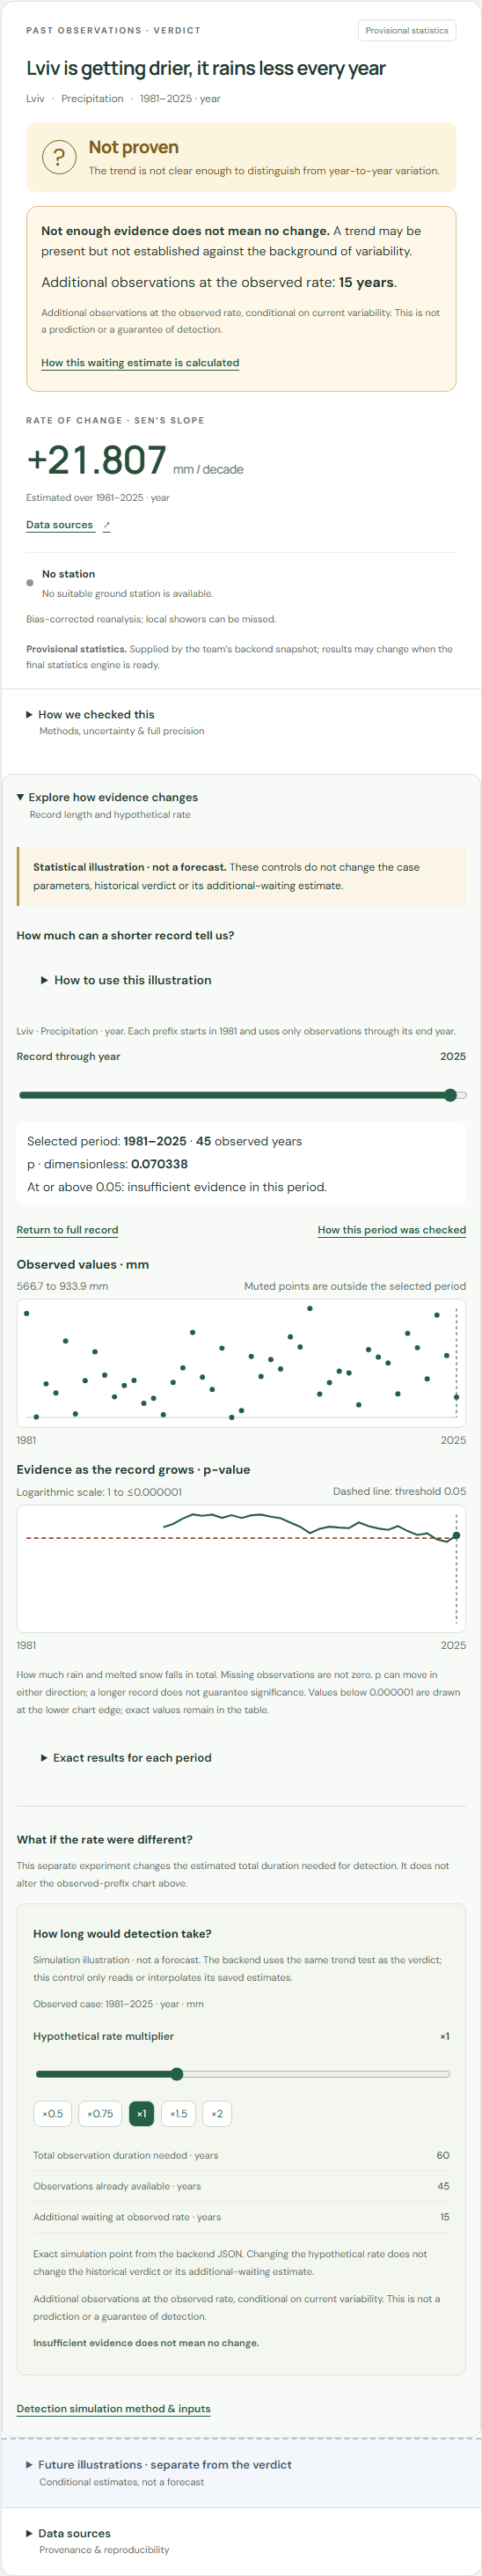 PAST OBSERVATIONS · VERDICT
Provisional statistics
Lviv is getting drier, it rains less every year
Lviv · Precipitation · 1981–2025 · year
?
Not proven
The trend is not clear enough to distinguish from year-to-year variation.
Not enough evidence does not mean no change. A trend may be
present but not established against the background of variability.
Additional observations at the observed rate: 15 years.
Additional observations at the observed rate, conditional on current variability. This is not
a prediction or a guarantee of detection.
How this waiting estimate is calculated
RATE OF CHANGE · SEN'S SLOPE
+21.807 mm / decade
Estimated over 1981–2025 · year
Data sources ↗
No station
No suitable ground station is available.
Bias-corrected reanalysis; local showers can be missed.
Provisional statistics. Supplied by the team's backend snapshot; results may change when the
final statistics engine is ready.
▶ How we checked this
Methods, uncertainty & full precision
▼ Explore how evidence changes
Record length and hypothetical rate
Statistical illustration · not a forecast. These controls do not change the case
parameters, historical verdict or its additional-waiting estimate.
How much can a shorter record tell us?
▶ How to use this illustration
Lviv · Precipitation · year. Each prefix starts in 1981 and uses only observations through its end year.
Record through year 2025
Selected period: 1981–2025 · 45 observed years
p · dimensionless: 0.070338
At or above 0.05: insufficient evidence in this period.
Return to full record How this period was checked
Observed values · mm
566.7 to 933.9 mm Muted points are outside the selected period
1981 2025
Evidence as the record grows · p-value
Logarithmic scale: 1 to ≤0.000001 Dashed line: threshold 0.05
1981 2025
How much rain and melted snow falls in total. Missing observations are not zero. p can move in
either direction; a longer record does not guarantee significance. Values below 0.000001 are drawn
at the lower chart edge; exact values remain in the table.
▶ Exact results for each period
What if the rate were different?
This separate experiment changes the estimated total duration needed for detection. It does not
alter the observed-prefix chart above.
How long would detection take?
Simulation illustration · not a forecast. The backend uses the same trend test as the verdict;
this control only reads or interpolates its saved estimates.
Observed case: 1981–2025 · year · mm
Hypothetical rate multiplier ×1
×0.5 ×0.75 ×1 ×1.5 ×2
Total observation duration needed · years 60
Observations already available · years 45
Additional waiting at observed rate · years 15
Exact simulation point from the backend JSON. Changing the hypothetical rate does not
change the historical verdict or its additional-waiting estimate.
Additional observations at the observed rate, conditional on current variability. This is not a
prediction or a guarantee of detection.
Insufficient evidence does not mean no change.
Detection simulation method & inputs
▶ Future illustrations · separate from the verdict
Conditional estimates, not a forecast
▶ Data sources
Provenance & reproducibility